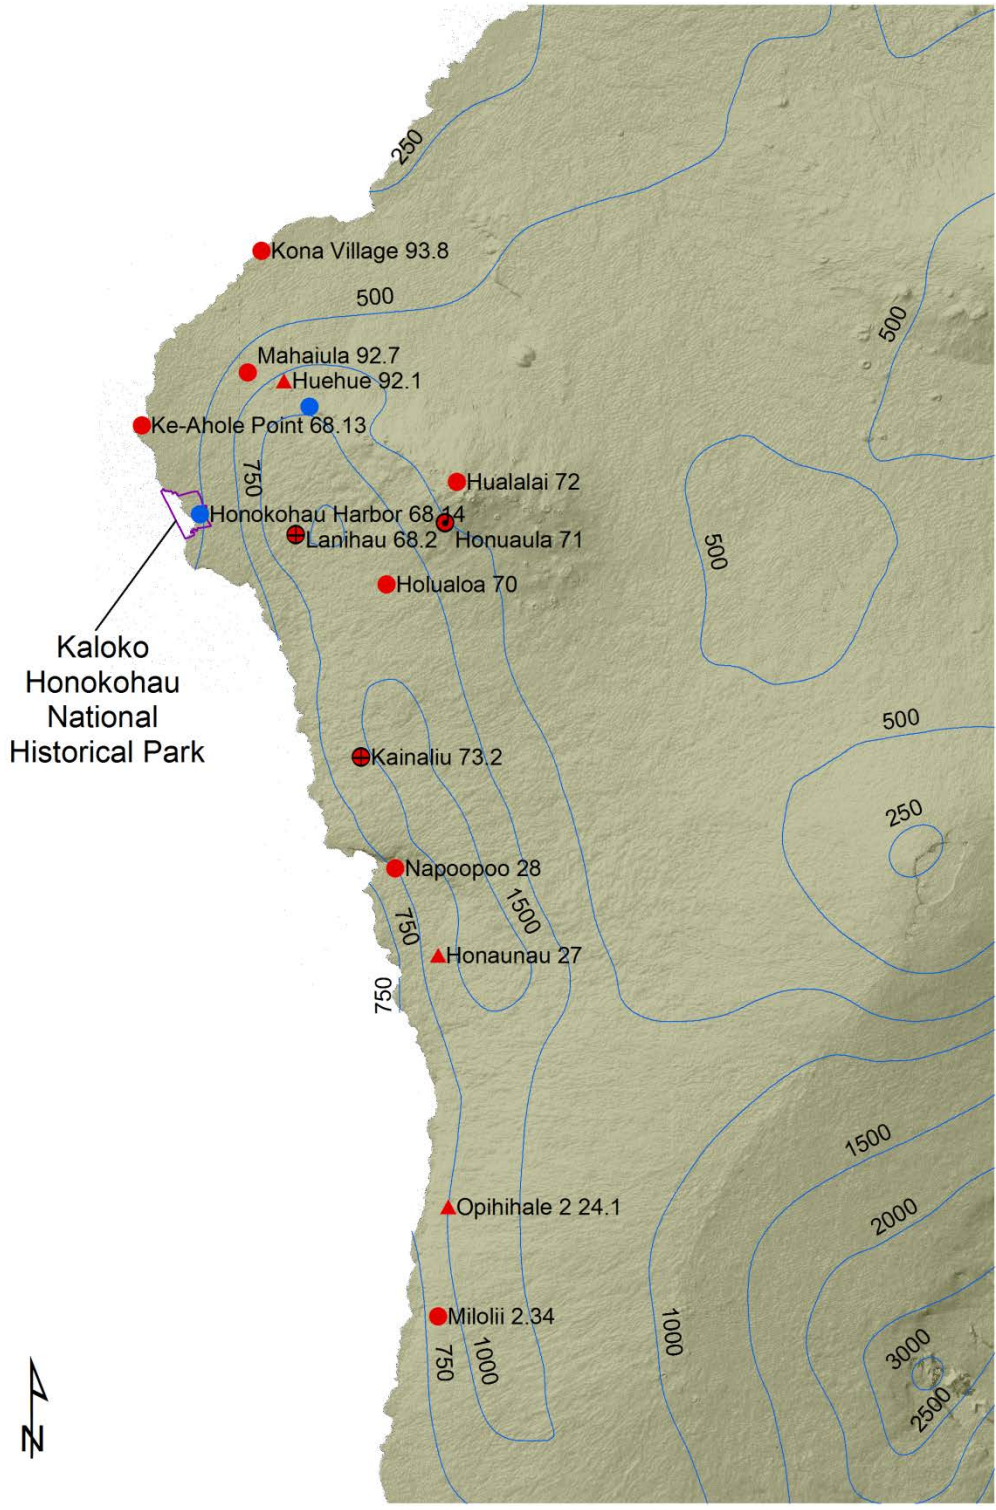 250
Kona Village 93.8
500
500
Mahaiula 92.7
Huehue 92.1
Ke-Ahole Point 68.13
750
Hualalai 72
Honokohau Harbor 68.14
Lanihau 68.2
Honuaula 71
500
Holualoa 70
Kaloko
Honokohau
National
Historical Park
500
Kainaliu 73.2
250
Napoopoo 28
1500
750
Honaunau 27
750
1500
Opihihale 2 24.1
2000
Milolii 2.34
1000
750
1000
3000
2500
N